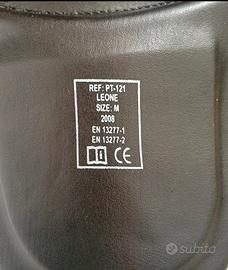 REF: PT-121
LEONE
SIZE: M
2008
EN 13277-1
EN 13277-2
CE
subito